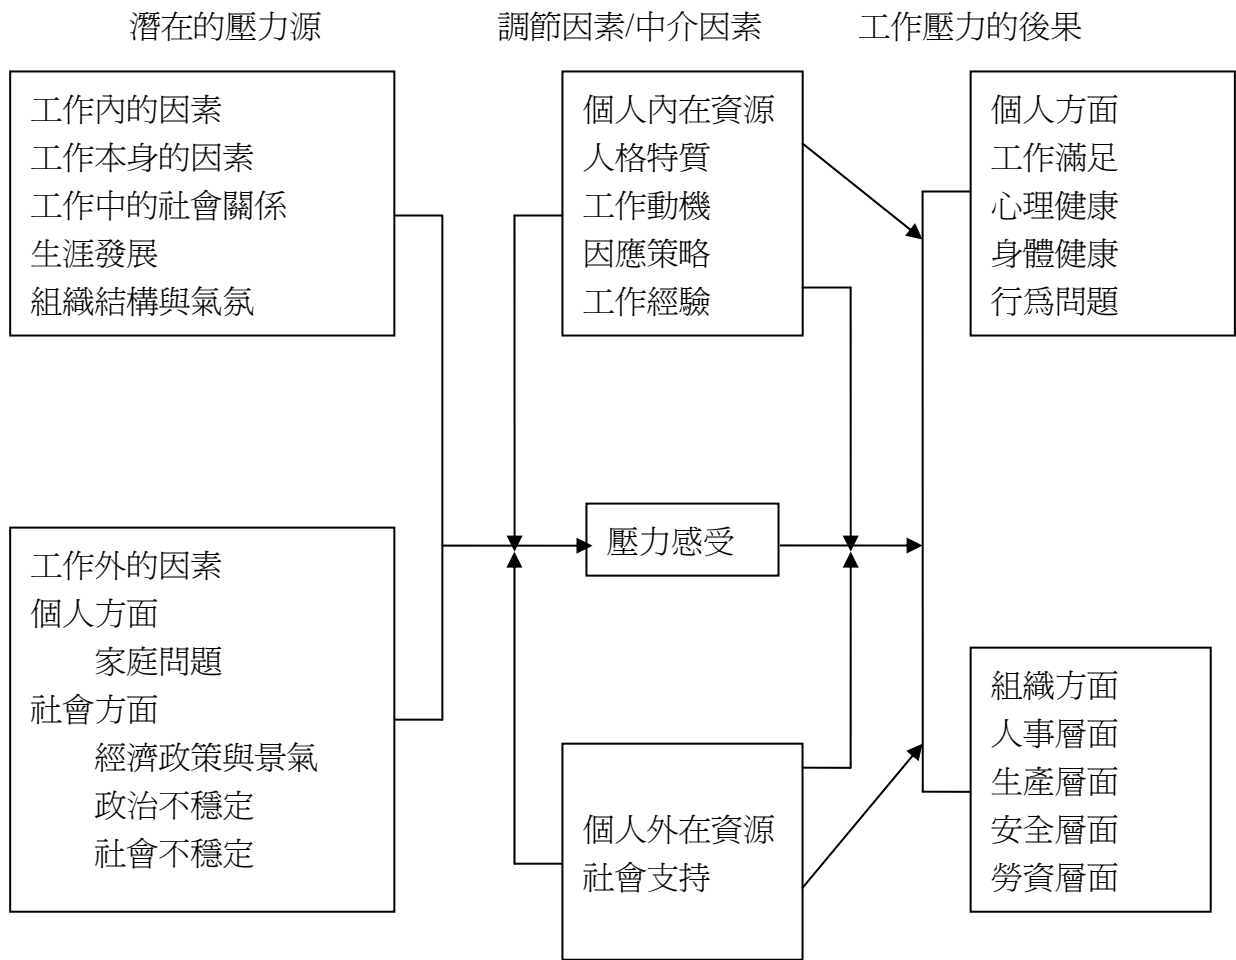 潛在的壓力源
調節因素/中介因素
工作壓力的後果
工作內的因素
工作本身的因素
工作中的社會關係
生涯發展
組織結構與氣氛
工作外的因素
個人方面
家庭問題
社會方面
經濟政策與景氣
政治不穩定
社會不穩定
個人內在資源
人格特質
工作動機
因應策略
工作經驗
壓力感受
個人外在資源
社會支持
個人方面
工作滿足
心理健康
身體健康
行為問題
組織方面
人事層面
生產層面
安全層面
勞資層面